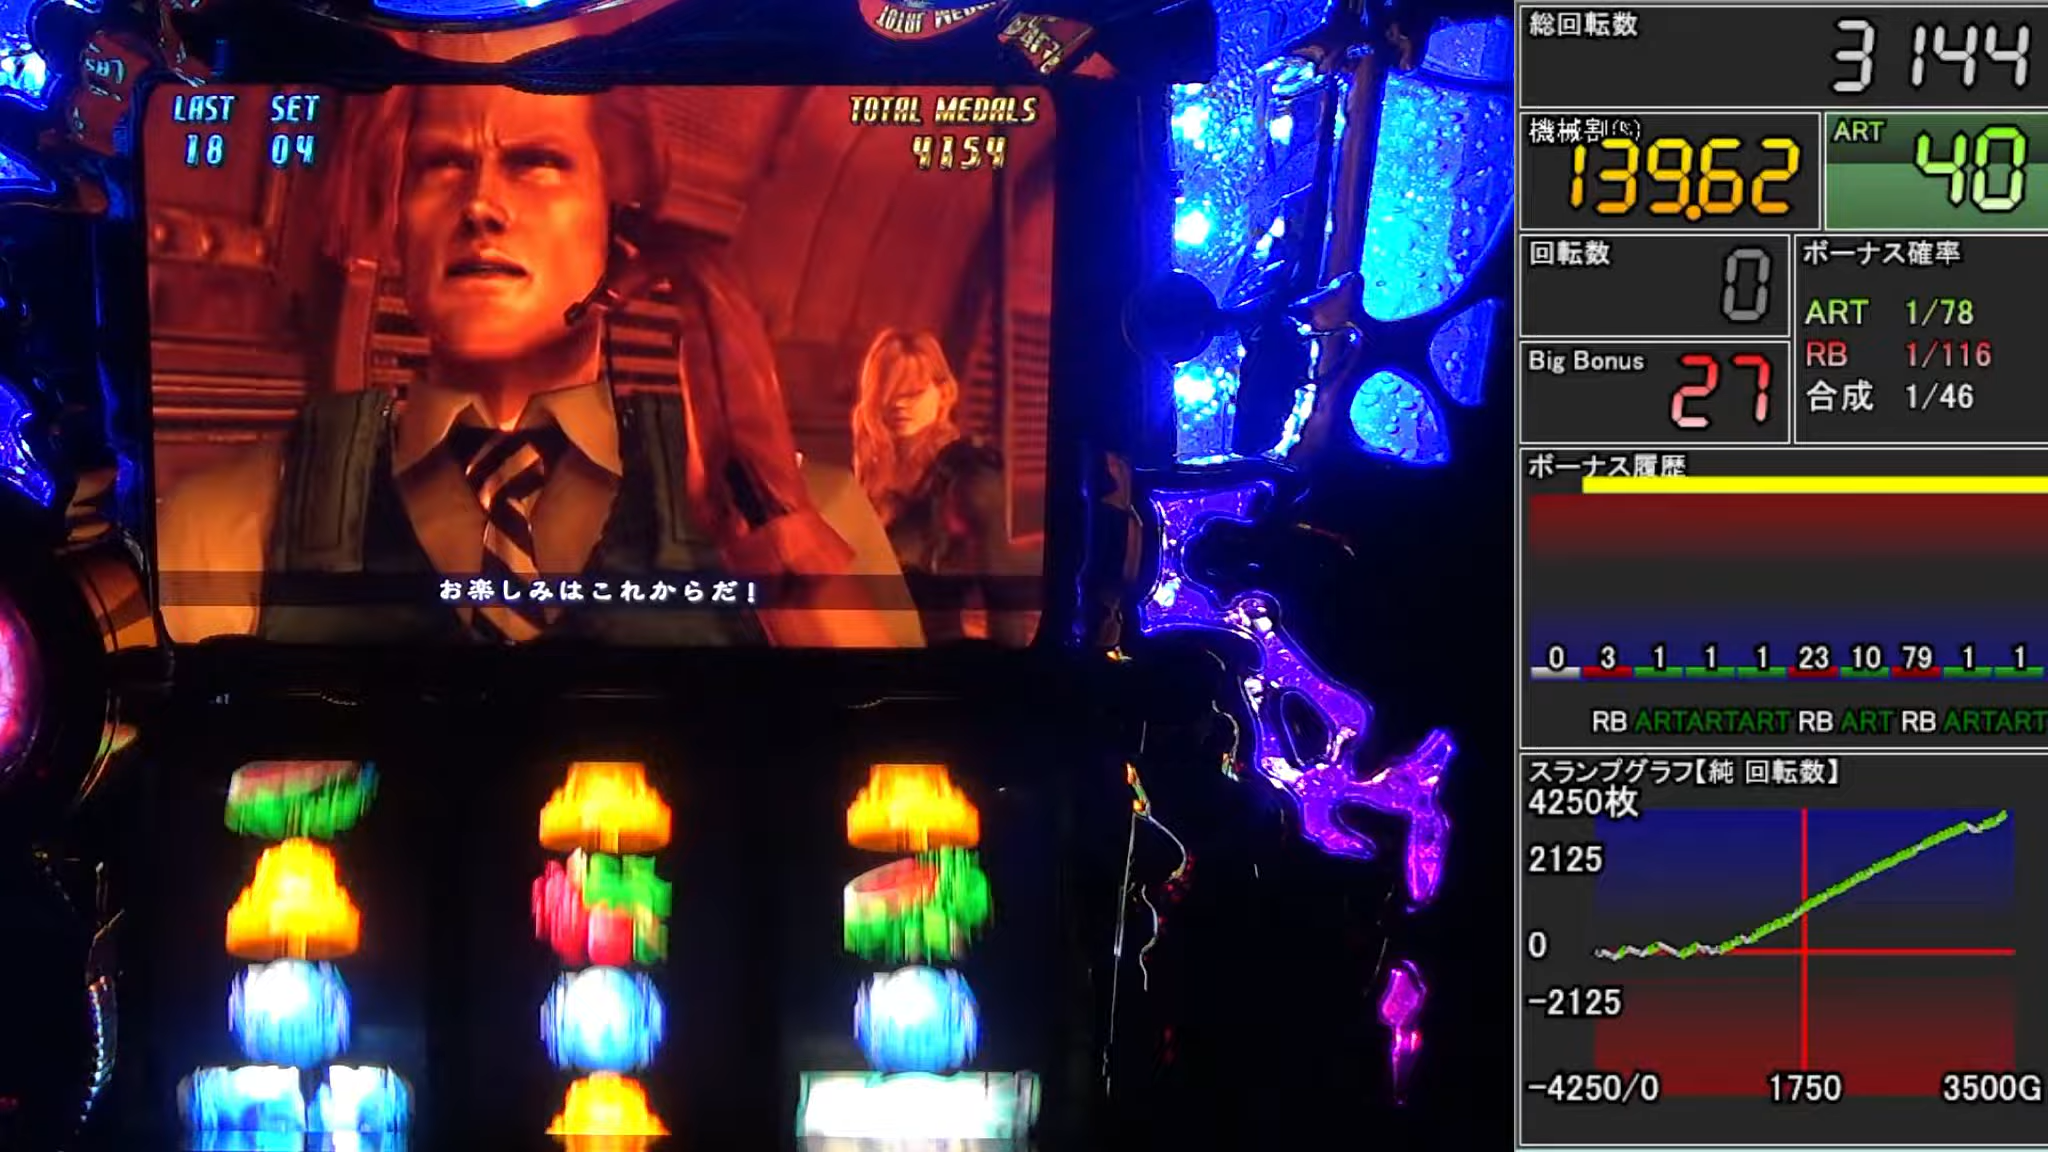 LAST SET
18 04
TOTAL MEDALS
4154
お楽しみはこれからだ!
総回転数
3144
機械割(%)
139.62
ART
40
回転数
0
Big Bonus
27
ボーナス確率
ART 1/78
RB 1/116
合成 1/46
ボーナス履歴
0 3 1 1 1 23 10 79 1 1
RB ART ART ART RB ART RB ART ART
スランプグラフ【純 回転数】
4250枚
2125
0
-2125
-4250/0 1750 3500G